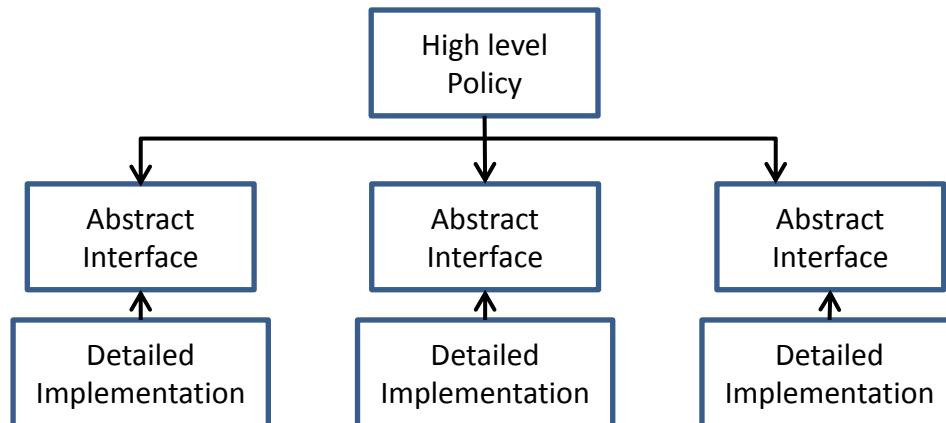 High level
Policy
Abstract
Interface
Abstract
Interface
Abstract
Interface
Detailed
Implementation
Detailed
Implementation
Detailed
Implementation